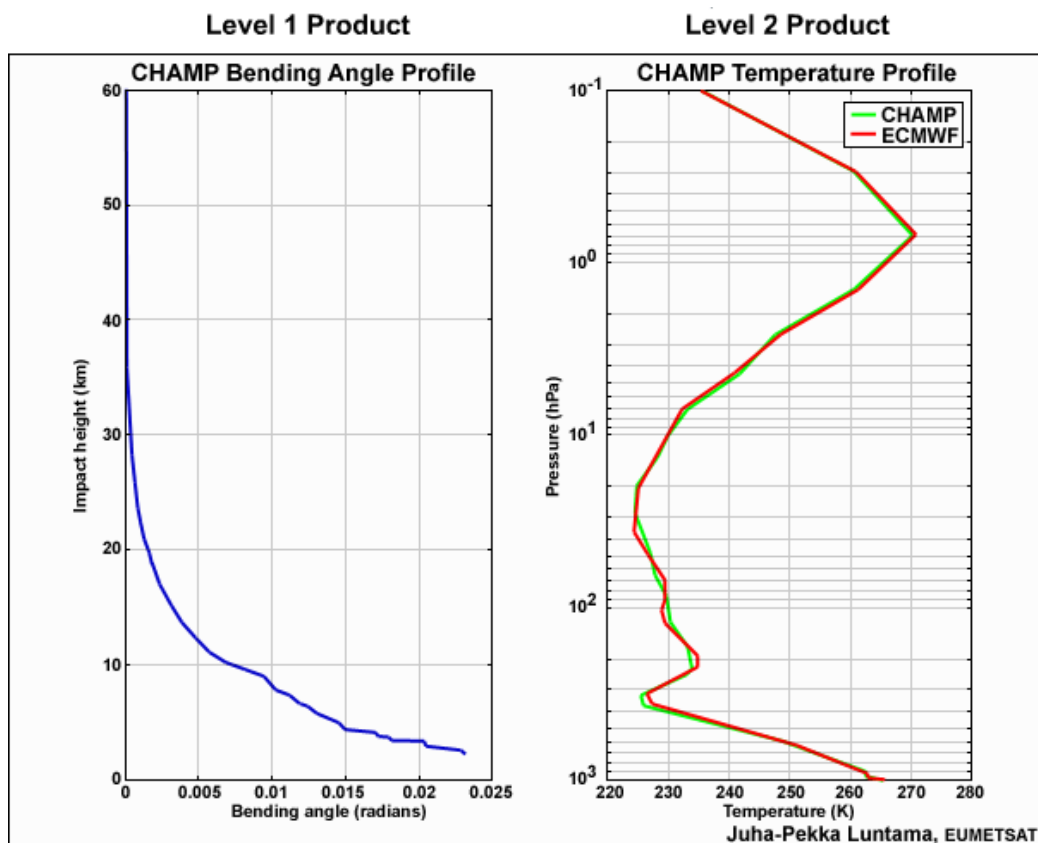 Level 1 Product
Level 2 Product
CHAMP Bending Angle Profile
60
50
40
30
20
10
0
Impact height (km)
0
0.005
0.01
0.015
0.02
0.025
Bending angle (radians)
CHAMP Temperature Profile
CHAMP
ECMWF
10-1
100
101
102
103
Pressure (hPa)
220
230
240
250
260
270
280
Temperature (K)
Juha-Pekka Luntama, EUMETSAT